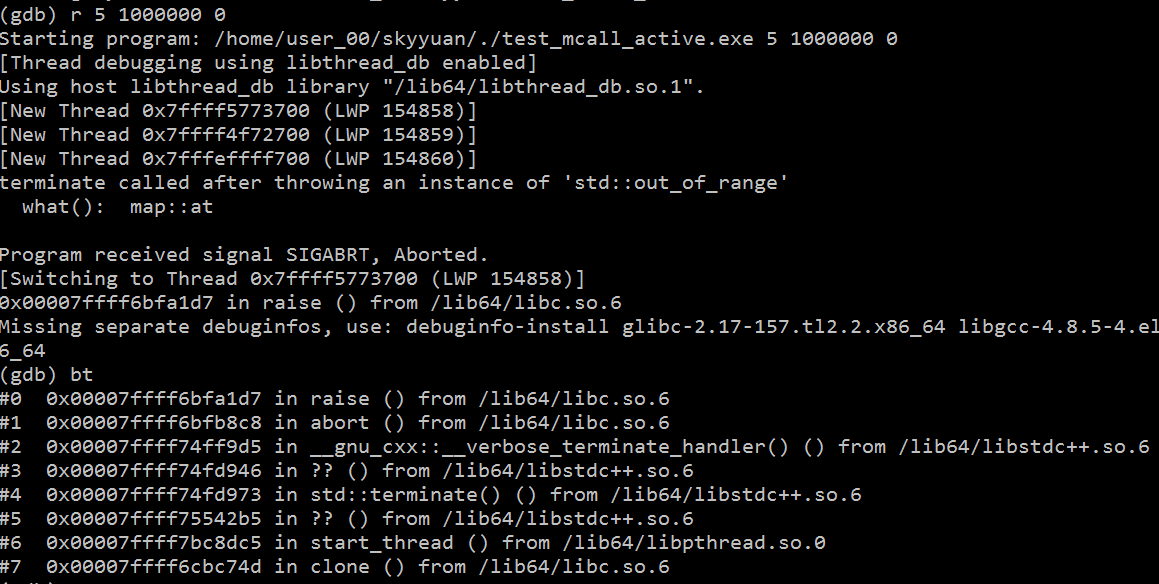 (gdb) r 5 1000000 0
Starting program: /home/user_00/skyyuan/./test_mcall_active.exe 5 1000000 0
[Thread debugging using libthread_db enabled]
Using host libthread_db library "/lib64/libthread_db.so.1".
[New Thread 0x7ffff5773700 (LWP 154858)]
[New Thread 0x7ffff4f72700 (LWP 154859)]
[New Thread 0x7fffeffff700 (LWP 154860)]
terminate called after throwing an instance of 'std::out_of_range'
  what():  map::at
Program received signal SIGABRT, Aborted.
[Switching to Thread 0x7ffff5773700 (LWP 154858)]
0x00007ffff6bfa1d7 in raise () from /lib64/libc.so.6
Missing separate debuginfos, use: debuginfo-install glibc-2.17-157.tl2.2.x86_64 libgcc-4.8.5-4.el
6_64
(gdb) bt
#0  0x00007ffff6bfa1d7 in raise () from /lib64/libc.so.6
#1  0x00007ffff6bfb8c8 in abort () from /lib64/libc.so.6
#2  0x00007ffff74ff9d5 in __gnu_cxx::__verbose_terminate_handler() () from /lib64/libstdc++.so.6
#3  0x00007ffff74fd946 in ?? () from /lib64/libstdc++.so.6
#4  0x00007ffff74fd973 in std::terminate() () from /lib64/libstdc++.so.6
#5  0x00007ffff75542b5 in ?? () from /lib64/libstdc++.so.6
#6  0x00007ffff7bc8dc5 in start_thread () from /lib64/libpthread.so.0
#7  0x00007ffff6cbc74d in clone () from /lib64/libc.so.6